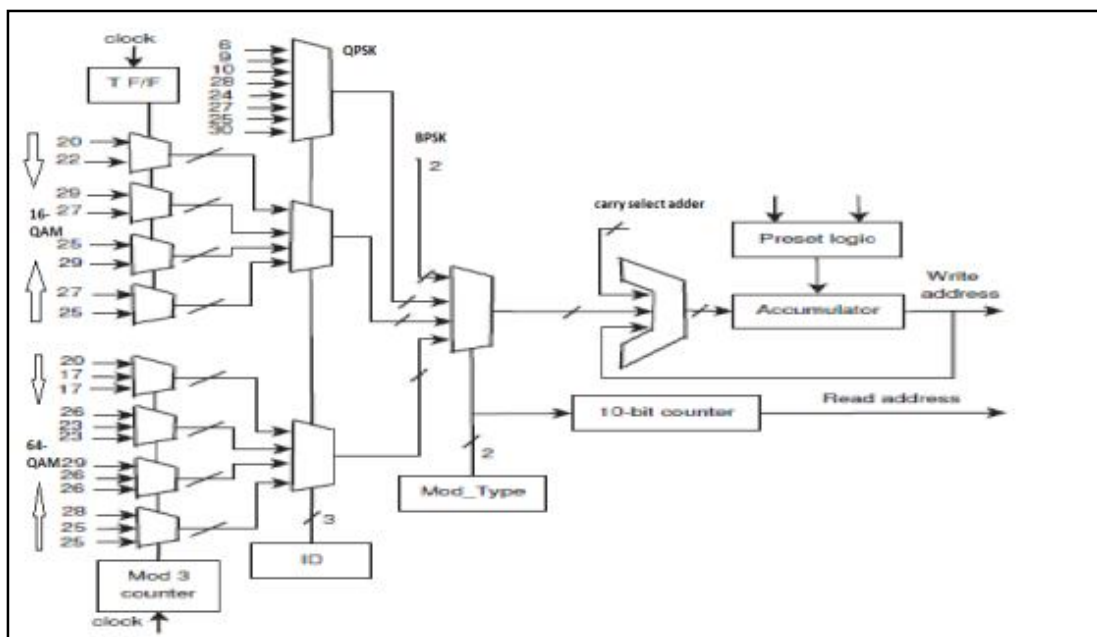 clock
T F/F
6
9
10
28
24
27
25
30
QPSK
20
22
29
27
16-
QAM
25
29
27
25
BPSK
2
carry select adder
Preset logic
Accumulator
Write
address
20
17
17
26
23
23
64-
QAM
29
26
26
28
25
25
10-bit counter
Read address
2
Mod_Type
3
ID
Mod 3
counter
clock